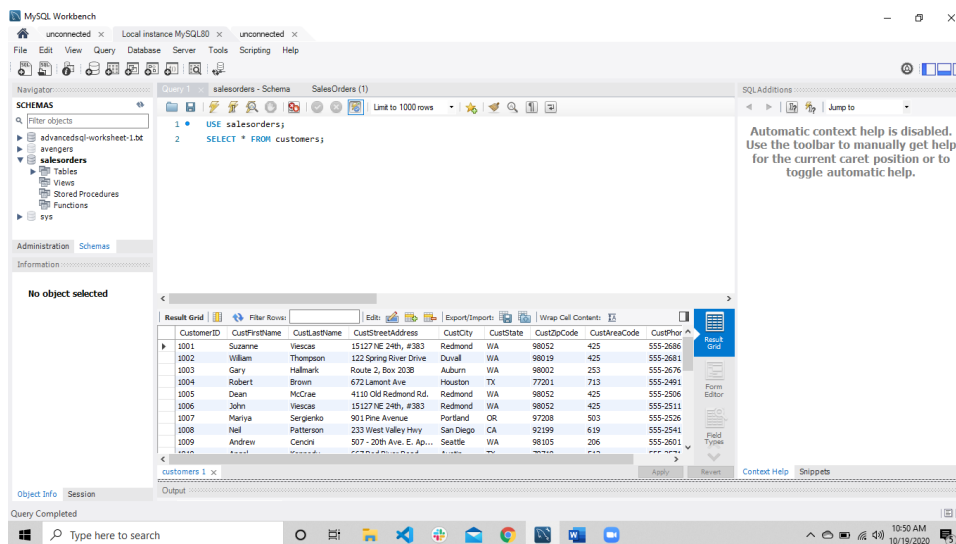 MySQL Workbench
unconnected × Local instance MySQL80 × unconnected ×
File Edit View Query Database Server Tools Scripting Help
Navigator
SCHEMAS
Filter objects
advancedsql-worksheet-1.txt
avengers
salesorders
Tables
Views
Stored Procedures
Functions
sys
Administration Schemas
Information
No object selected
Object Info Session
Query Completed
Query 1 × salesorders - Schema SalesOrders (1)
Limit to 1000 rows
1 USE salesorders;
2 SELECT * FROM customers;
Result Grid Filter Rows: Edit: Export/Import: Wrap Cell Content:
CustomerID CustFirstName CustLastName CustStreetAddress CustCity CustState CustZipCode CustAreaCode CustPhor
1001 Suzanne Viescas 15127 NE 24th, #383 Redmond WA 98052 425 555-2686
1002 William Thompson 122 Spring River Drive Duvall WA 98019 425 555-2681
1003 Gary Hallmark Route 2, Box 203B Auburn WA 98002 253 555-2676
1004 Robert Brown 672 Lamont Ave Houston TX 77201 713 555-2491
1005 Dean McCrae 4110 Old Redmond Rd. Redmond WA 98052 425 555-2506
1006 John Viescas 15127 NE 24th, #383 Redmond WA 98052 425 555-2511
1007 Mariya Sergienko 901 Pine Avenue Portland OR 97208 503 555-2526
1008 Neil Patterson 233 West Valley Hwy San Diego CA 92199 619 555-2541
1009 Andrew Cencini 507 - 20th Ave. E. Ap... Seattle WA 98105 206 555-2601
Result Grid
Form Editor
Field Types
customers 1 × Apply Revert
Output
SQLAdditions
Jump to
Automatic context help is disabled.
Use the toolbar to manually get help
for the current caret position or to
toggle automatic help.
Context Help Snippets
Type here to search
10:50 AM
10/19/2020